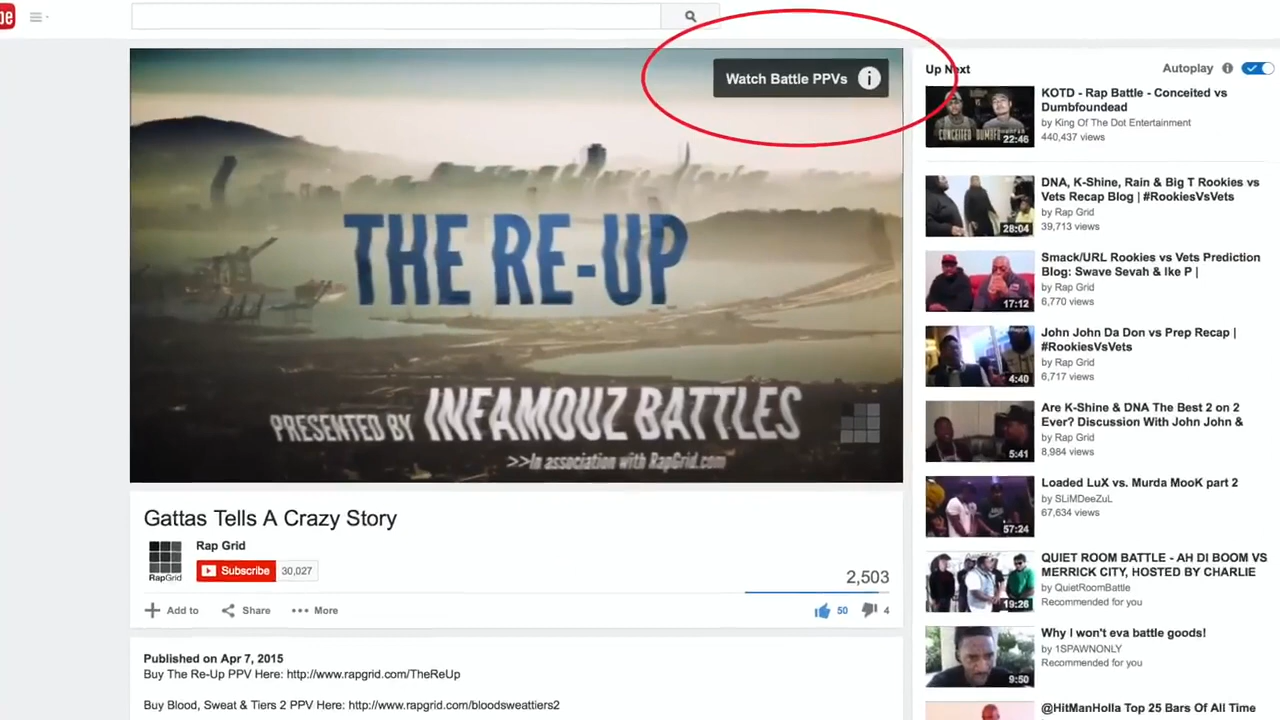 be
Watch Battle PPVs i
THE RE-UP
PRESENTED BY INFAMOUZ BATTLES
>>In association with RapGrid.com
Gattas Tells A Crazy Story
RapGrid
Rap Grid
Subscribe 30,027
2,503
Add to Share More 50 4
Published on Apr 7, 2015
Buy The Re-Up PPV Here: http://www.rapgrid.com/TheReUp
Buy Blood, Sweat & Tiers 2 PPV Here: http://www.rapgrid.com/bloodsweattiers2
Up Next Autoplay i
CONCEITED
22:46
KOTD - Rap Battle - Conceited vs
Dumbfoundead
by King Of The Dot Entertainment
440,437 views
28:04
DNA, K-Shine, Rain & Big T Rookies vs
Vets Recap Blog | #RookiesVsVets
by Rap Grid
39,713 views
17:12
Smack/URL Rookies vs Vets Prediction
Blog: Swave Sevah & Ike P |
by Rap Grid
6,770 views
4:40
John John Da Don vs Prep Recap |
#RookiesVsVets
by Rap Grid
6,717 views
5:41
Are K-Shine & DNA The Best 2 on 2
Ever? Discussion With John John &
by Rap Grid
8,984 views
57:24
Loaded LuX vs. Murda MooK part 2
by SLiMDeeZuL
67,634 views
19:26
QUIET ROOM BATTLE - AH DI BOOM VS
MERRICK CITY, HOSTED BY CHARLIE
by QuietRoomBattle
Recommended for you
9:50
Why I won't eva battle goods!
by 1SPAWNONLY
Recommended for you
@HitManHolla Top 25 Bars Of All Time